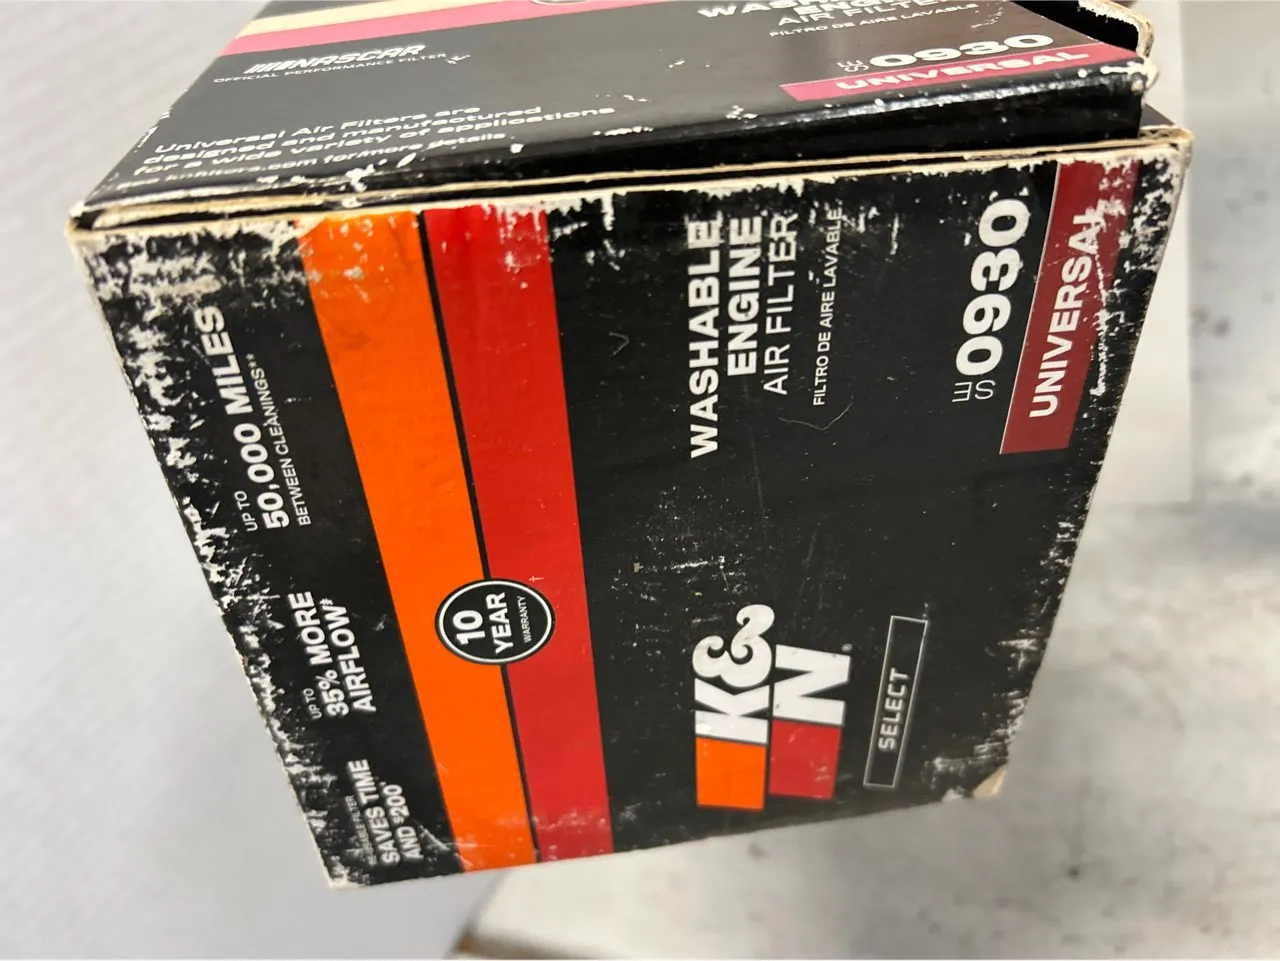 NASCAR
OFFICIAL PERFORMANCE FILTER
Universal Air Filters are
designed and manufactured
for a wide variety of applications
for more details
WASHABLE
ENGINE
AIR FILTER
FILTRO DE AIRE LAVABLE
SE 0930
UNIVERSAL
SAVES TIME
AND $200
UP TO
35% MORE
AIRFLOW‡
UP TO
50,000 MILES
BETWEEN CLEANINGS**
10
YEAR
WARRANTY
†
K&
N®
SELECT
WASHABLE
ENGINE
AIR FILTER
FILTRO DE AIRE LAVABLE
SE 0930
UNIVERSAL